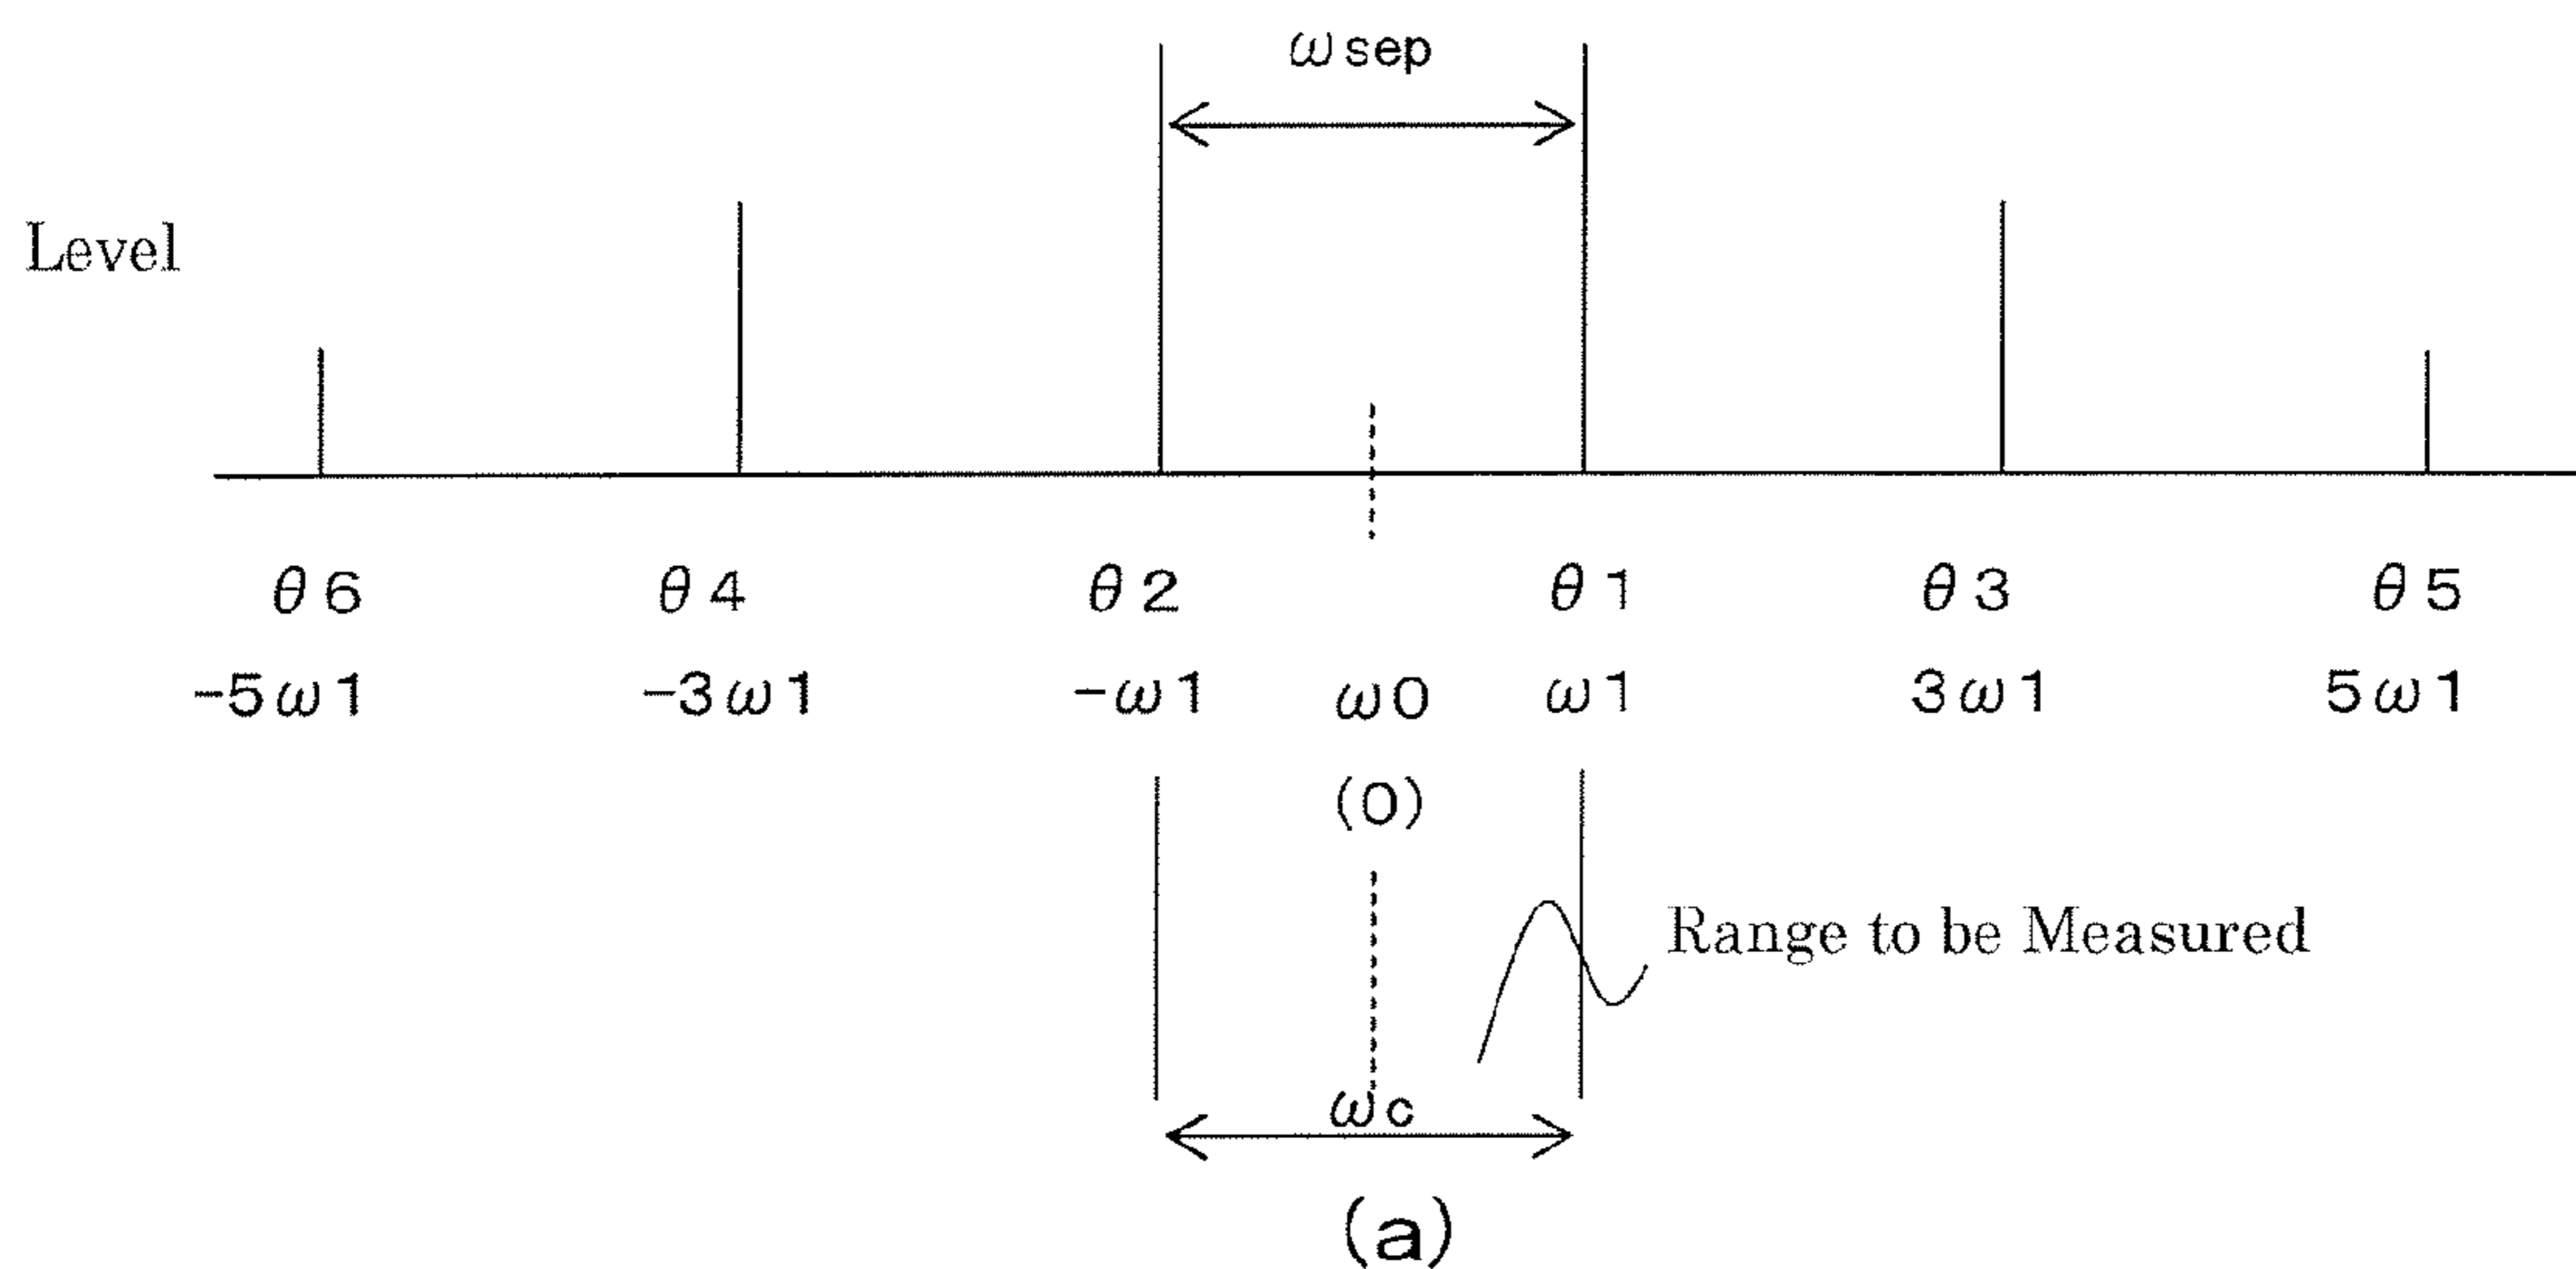 ωsep
Level
θ6 θ4 θ2 θ1 θ3 θ5
-5ω1 -3ω1 -ω1 ω0 ω1 3ω1 5ω1
(0)
Range to be Measured
ωc
(a)